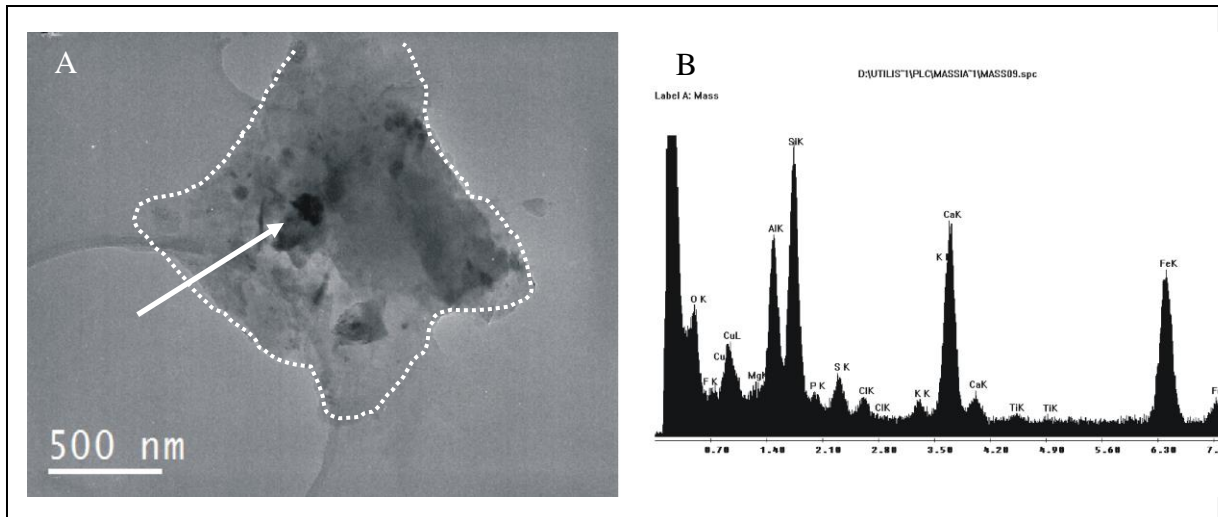 A
500 nm
B
D:\UTILIS~1\PLC\MASSIA~1\MASS09.spc
Label A: Mass
SiK
AlK
CaK
K
FeK
O K
CuL
Cu
F K
MgK
P K
S K
ClK
ClK
K K
CaK
TiK
TiK
0.70 1.40 2.10 2.80 3.50 4.20 4.90 5.60 6.30 7.